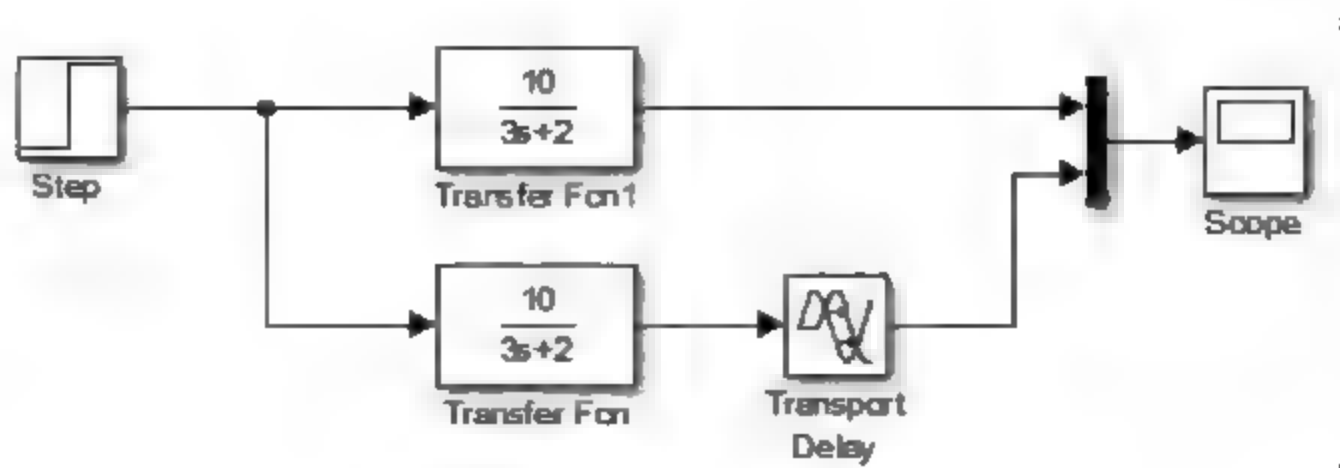 10
3s+2
Step
Transfer Fcn1
Scope
10
3s+2
Transfer Fcn
Transport
Delay